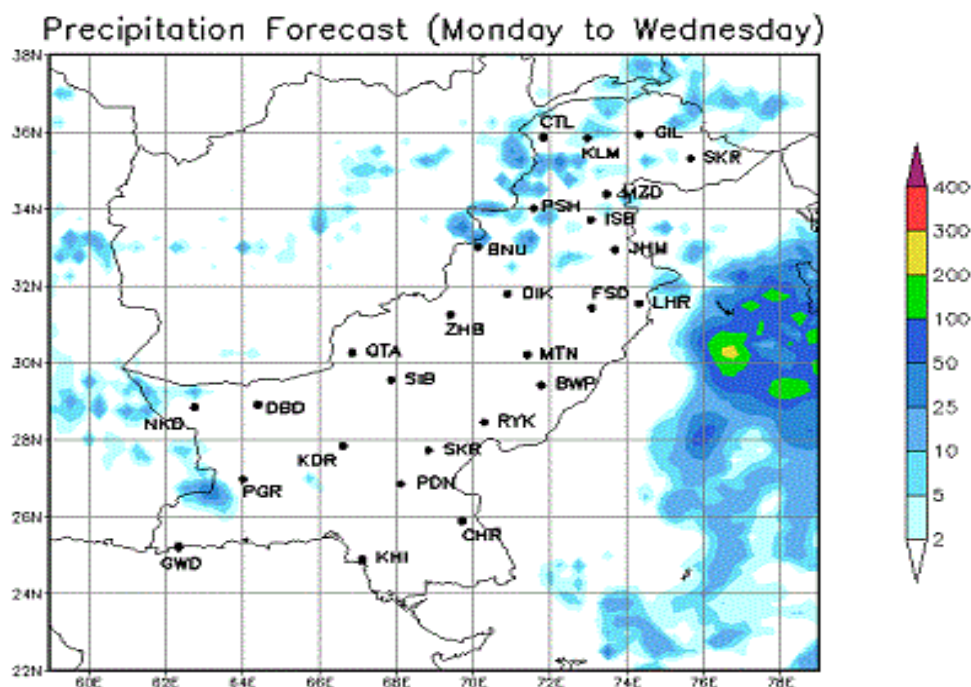 Precipitation Forecast (Monday to Wednesday)
38N
36N
34N
32N
30N
28N
26N
24N
22N
60E 62E 64E 66E 68E 70E 72E 74E 76E 78E
CTL
KLM
GIL
SKR
MZD
PSH
ISB
BNU
JHM
DIK
FSD
LHR
ZHB
QTA
MTN
SIB
BWP
NKD
DBD
RYK
KDR
SKR
PGR
PDN
CHR
GWD
KHI
400
300
200
100
50
25
10
5
2